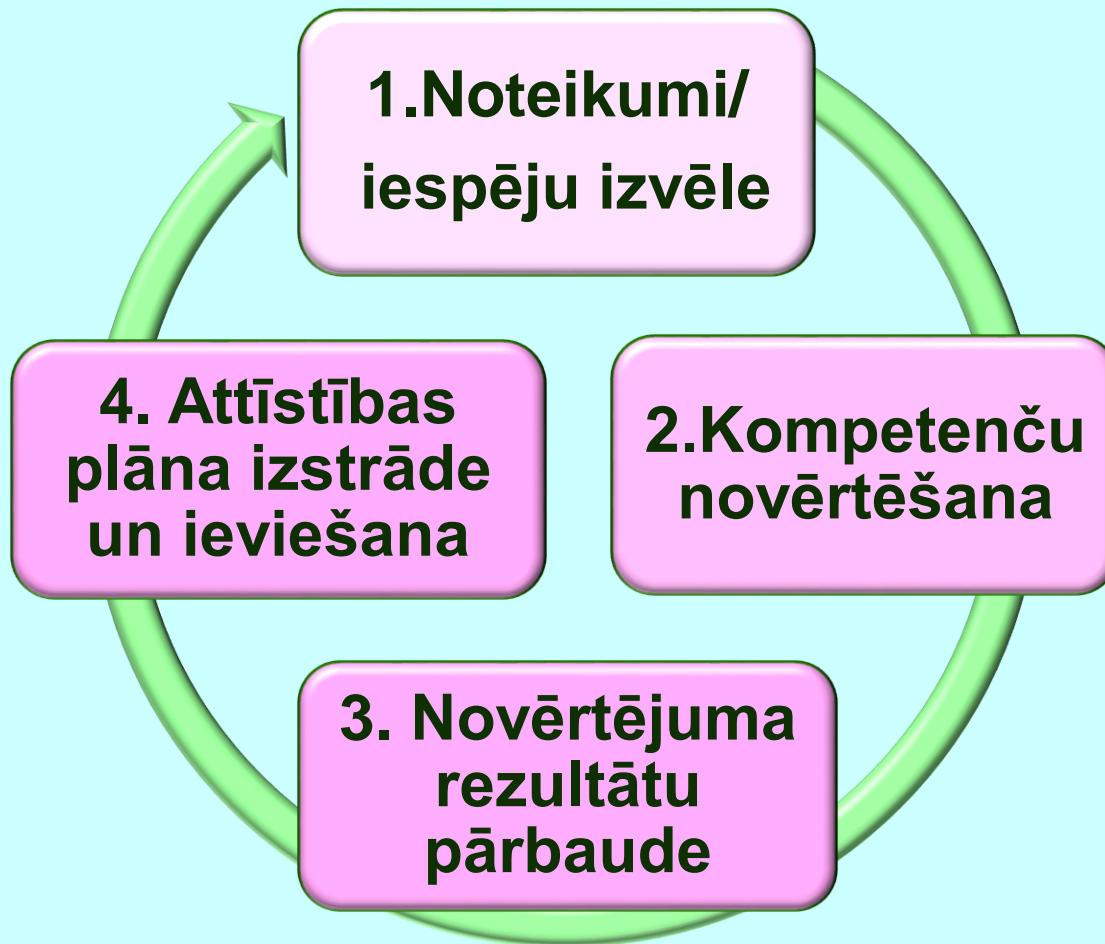 1.Noteikumi/
iespēju izvēle
2.Kompetenču
novērtēšana
3. Novērtējuma
rezultātu
pārbaude
4. Attīstības
plāna izstrāde
un ieviešana